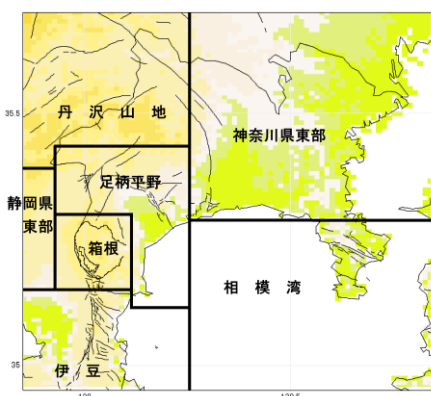 35.5
丹 沢 山 地
神奈川県東部
足柄平野
静岡県
東部
箱根
相 模 湾
35
伊 豆